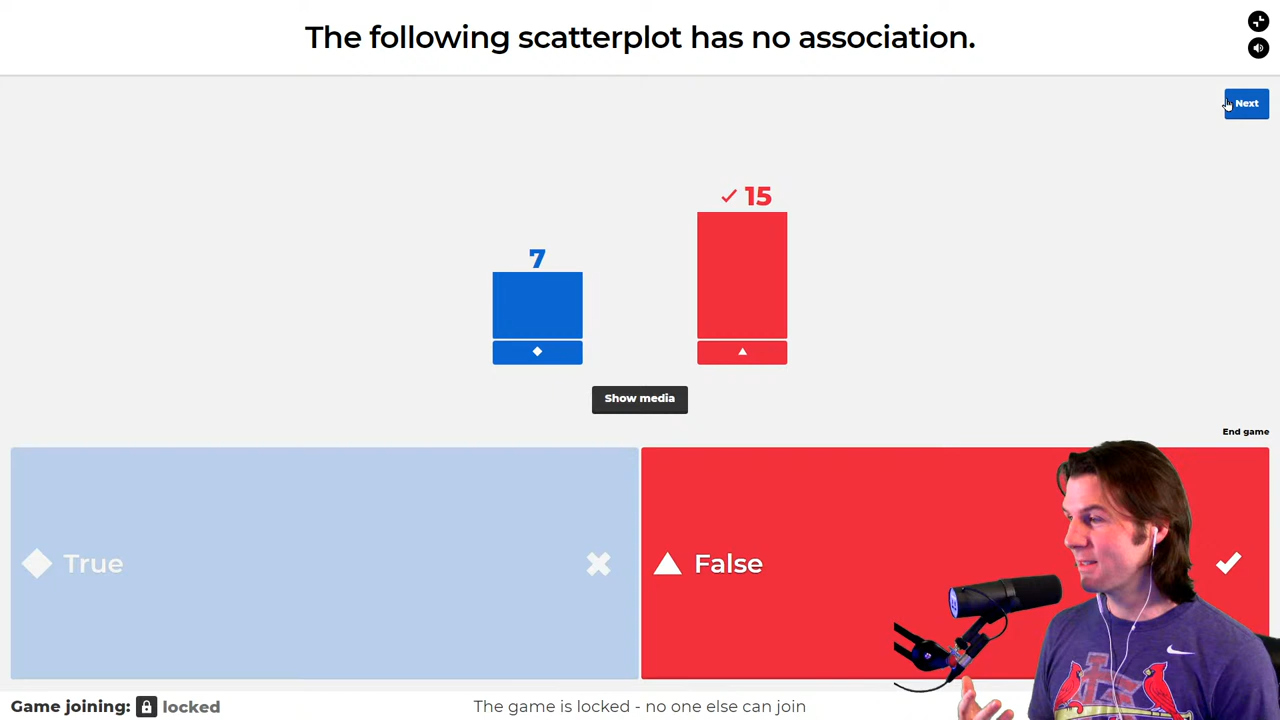 The following scatterplot has no association.
Next
15
7
Show media
End game
True
False
Game joining: locked
The game is locked - no one else can join